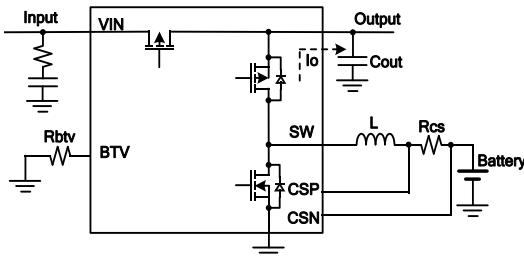 Input
VIN
Output
Io
Cout
Rbtv
BTV
SW
L
Rcs
Battery
CSP
CSN